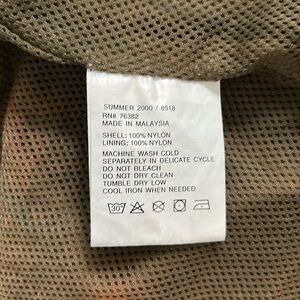 SUMMER 2000 / 8518
RN# 76382
MADE IN MALAYSIA
SHELL: 100% NYLON
LINING: 100% NYLON
MACHINE WASH COLD
SEPARATELY IN DELICATE CYCLE
DO NOT BLEACH
DO NOT DRY CLEAN
TUMBLE DRY LOW
COOL IRON WHEN NEEDED
30°